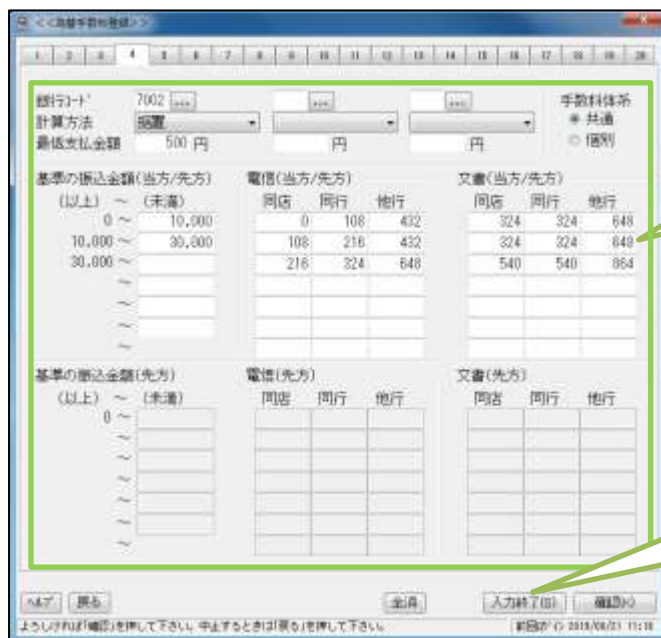 <<為替手数料登録>>
1 2 3 4 5 6 7 8 9 10 11 12 13 14 15 16 17 18 19 20
銀行ｺｰﾄﾞ 7002 ... ... ... 手数料体系
計算方法 据置 共通
最低支払金額 500 円 円 円 個別
基準の振込金額(当方/先方) 電信(当方/先方) 文書(当方/先方)
(以上) ～ (未満) 同店 同行 他行 同店 同行 他行
0 ～ 10,000 0 108 432 324 324 648
10,000 ～ 30,000 108 216 432 324 324 648
30,000 ～ 216 324 648 540 540 864
～
～
～
～
基準の振込金額(先方) 電信(先方) 文書(先方)
(以上) ～ (未満) 同店 同行 他行 同店 同行 他行
0 ～
～
～
～
～
～
～
ﾍﾙﾌﾟ 戻る 全消 入力終了(S) 確認(K)
よろしければ「確認」を押して下さい。中止するときは「戻る」を押して下さい。 前回ﾛｸﾞｲﾝ